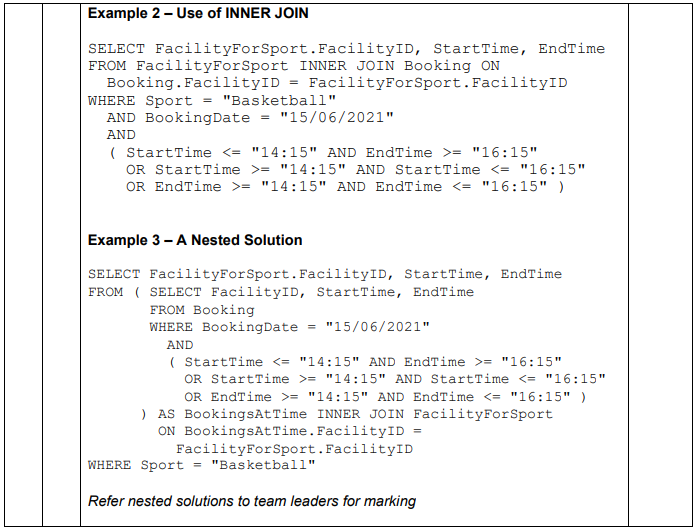 Example 2 – Use of INNER JOIN
SELECT FacilityForSport.FacilityID, StartTime, EndTime
FROM FacilityForSport INNER JOIN Booking ON
Booking.FacilityID = FacilityForSport.FacilityID
WHERE Sport = "Basketball"
AND BookingDate = "15/06/2021"
AND
( StartTime <= "14:15" AND EndTime >= "16:15"
OR StartTime >= "14:15" AND StartTime <= "16:15"
OR EndTime >= "14:15" AND EndTime <= "16:15" )
Example 3 – A Nested Solution
SELECT FacilityForSport.FacilityID, StartTime, EndTime
FROM ( SELECT FacilityID, StartTime, EndTime
FROM Booking
WHERE BookingDate = "15/06/2021"
AND
( StartTime <= "14:15" AND EndTime >= "16:15"
OR StartTime >= "14:15" AND StartTime <= "16:15"
OR EndTime >= "14:15" AND EndTime <= "16:15" )
) AS BookingsAtTime INNER JOIN FacilityForSport
ON BookingsAtTime.FacilityID =
FacilityForSport.FacilityID
WHERE Sport = "Basketball"
Refer nested solutions to team leaders for marking